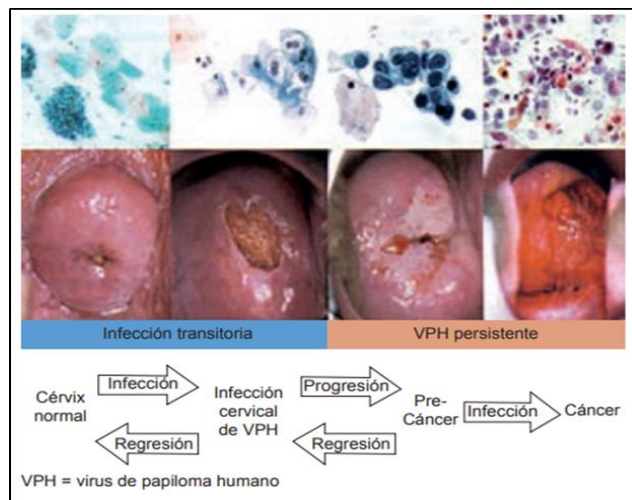 Infección transitoria
VPH persistente
Infección
Progresión
Cérvix
normal
Infección
cervical
de VPH
Pre-
Cáncer
Infección
Cáncer
Regresión
Regresión
VPH = virus de papiloma humano